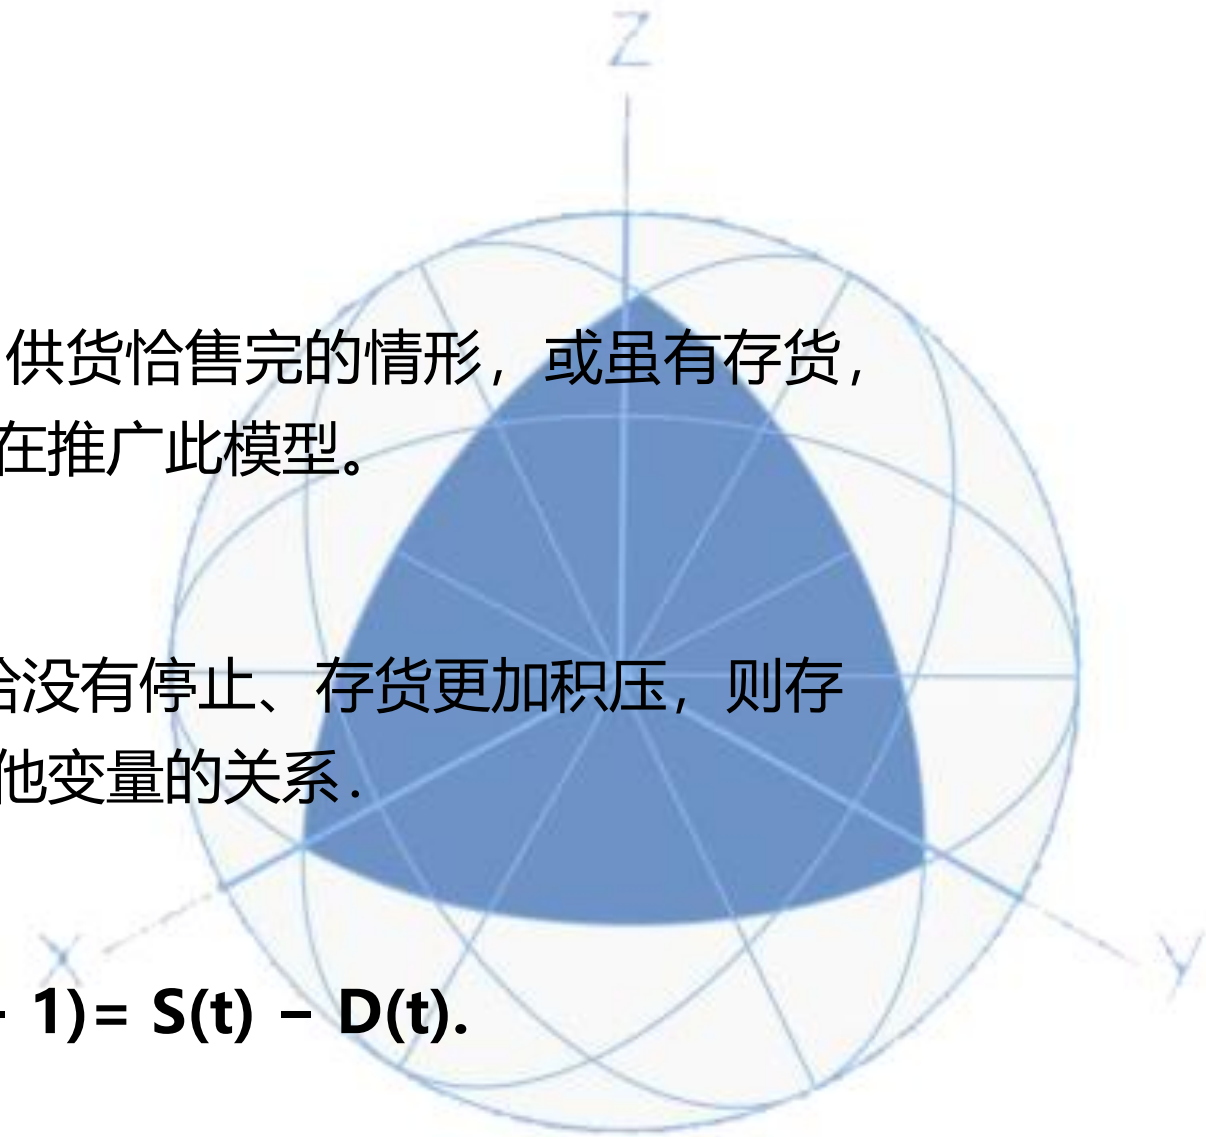 Z
供货恰售完的情形，或虽有存货，
在推广此模型。
恰没有停止、存货更加积压，则存
他变量的关系.
X
Y
- 1)= S(t) − D(t).